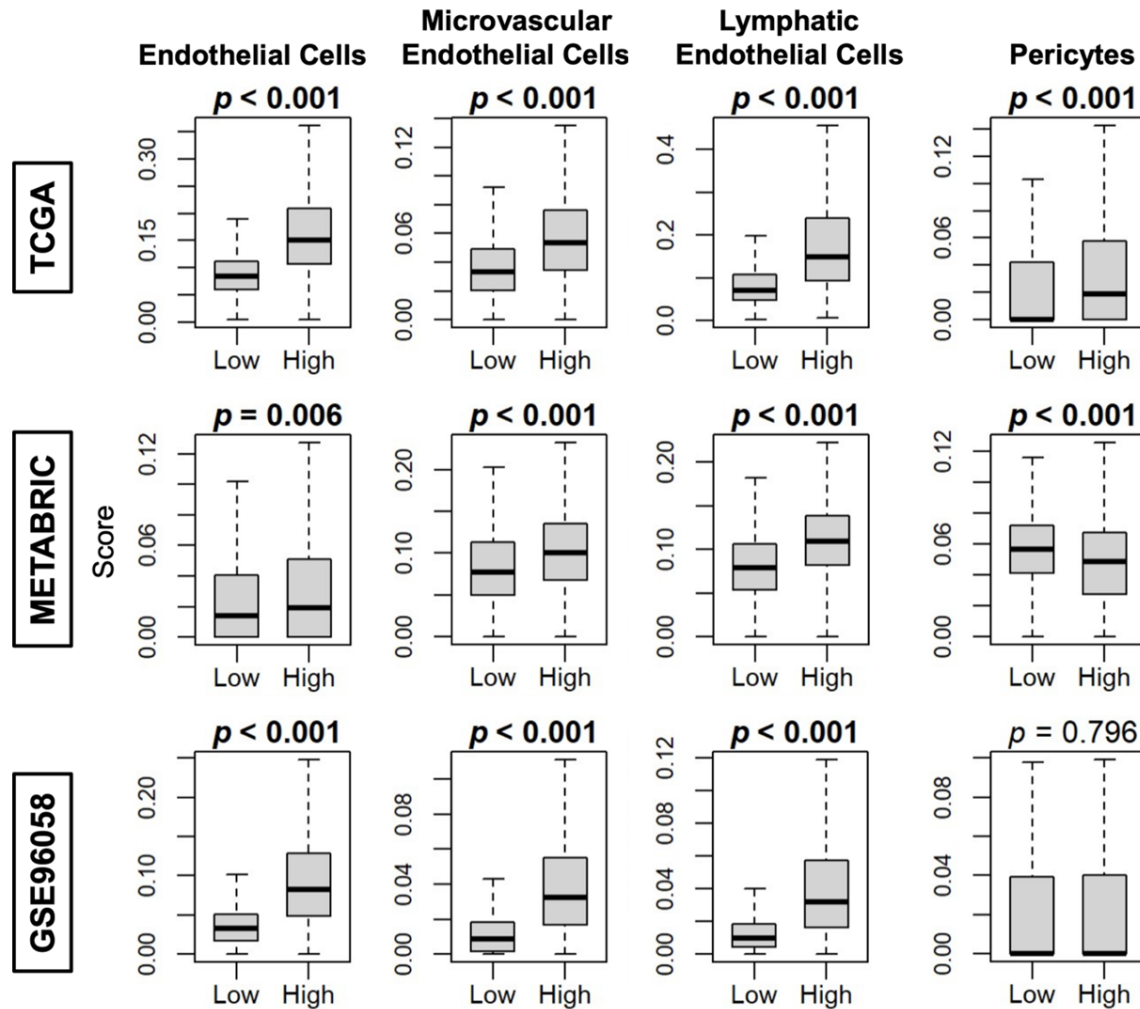 Endothelial Cells
Microvascular
Endothelial Cells
Lymphatic
Endothelial Cells
Pericytes
TCGA
p < 0.001
0.30
0.15
0.00
Low High
p < 0.001
0.12
0.06
0.00
Low High
p < 0.001
0.4
0.2
0.0
Low High
p < 0.001
0.12
0.06
0.00
Low High
METABRIC
Score
p = 0.006
0.12
0.06
0.00
Low High
p < 0.001
0.20
0.10
0.00
Low High
p < 0.001
0.20
0.10
0.00
Low High
p < 0.001
0.12
0.06
0.00
Low High
GSE96058
p < 0.001
0.20
0.10
0.00
Low High
p < 0.001
0.08
0.04
0.00
Low High
p < 0.001
0.12
0.08
0.04
0.00
Low High
p = 0.796
0.08
0.04
0.00
Low High